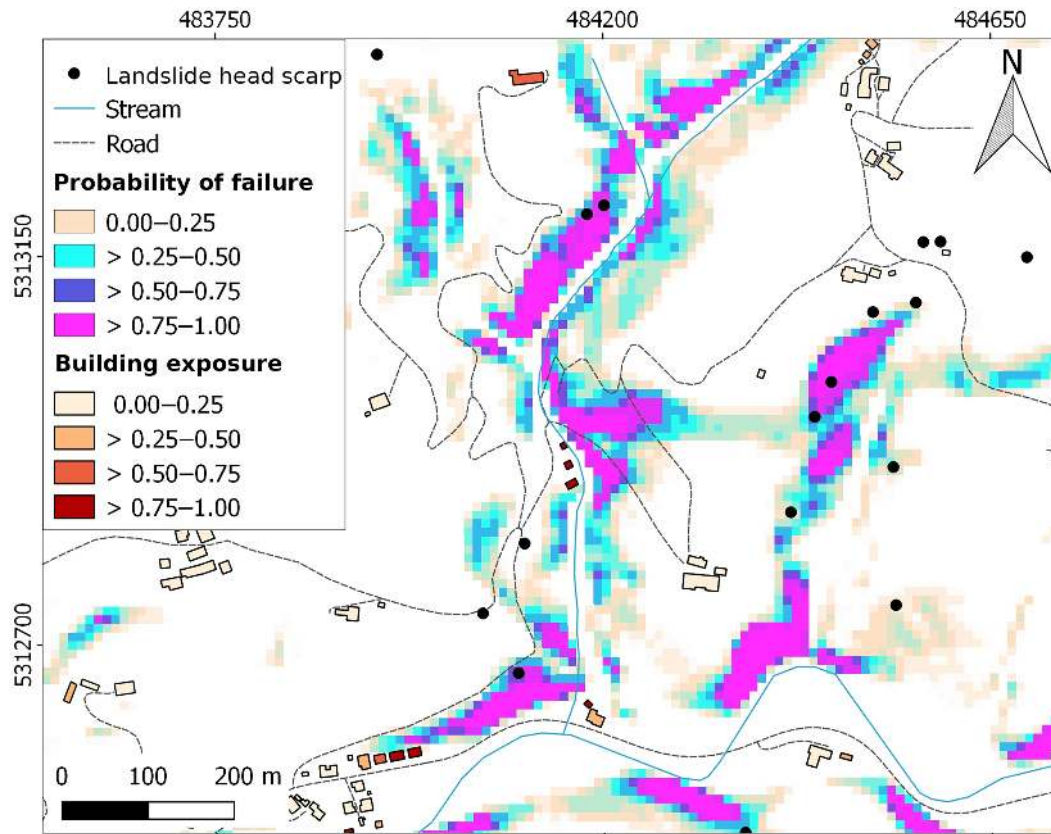 483750 484200 484650
N
5313150
5312700
Landslide head scarp
Stream
Road
Probability of failure
0.00–0.25
> 0.25–0.50
> 0.50–0.75
> 0.75–1.00
Building exposure
0.00–0.25
> 0.25–0.50
> 0.50–0.75
> 0.75–1.00
0 100 200 m